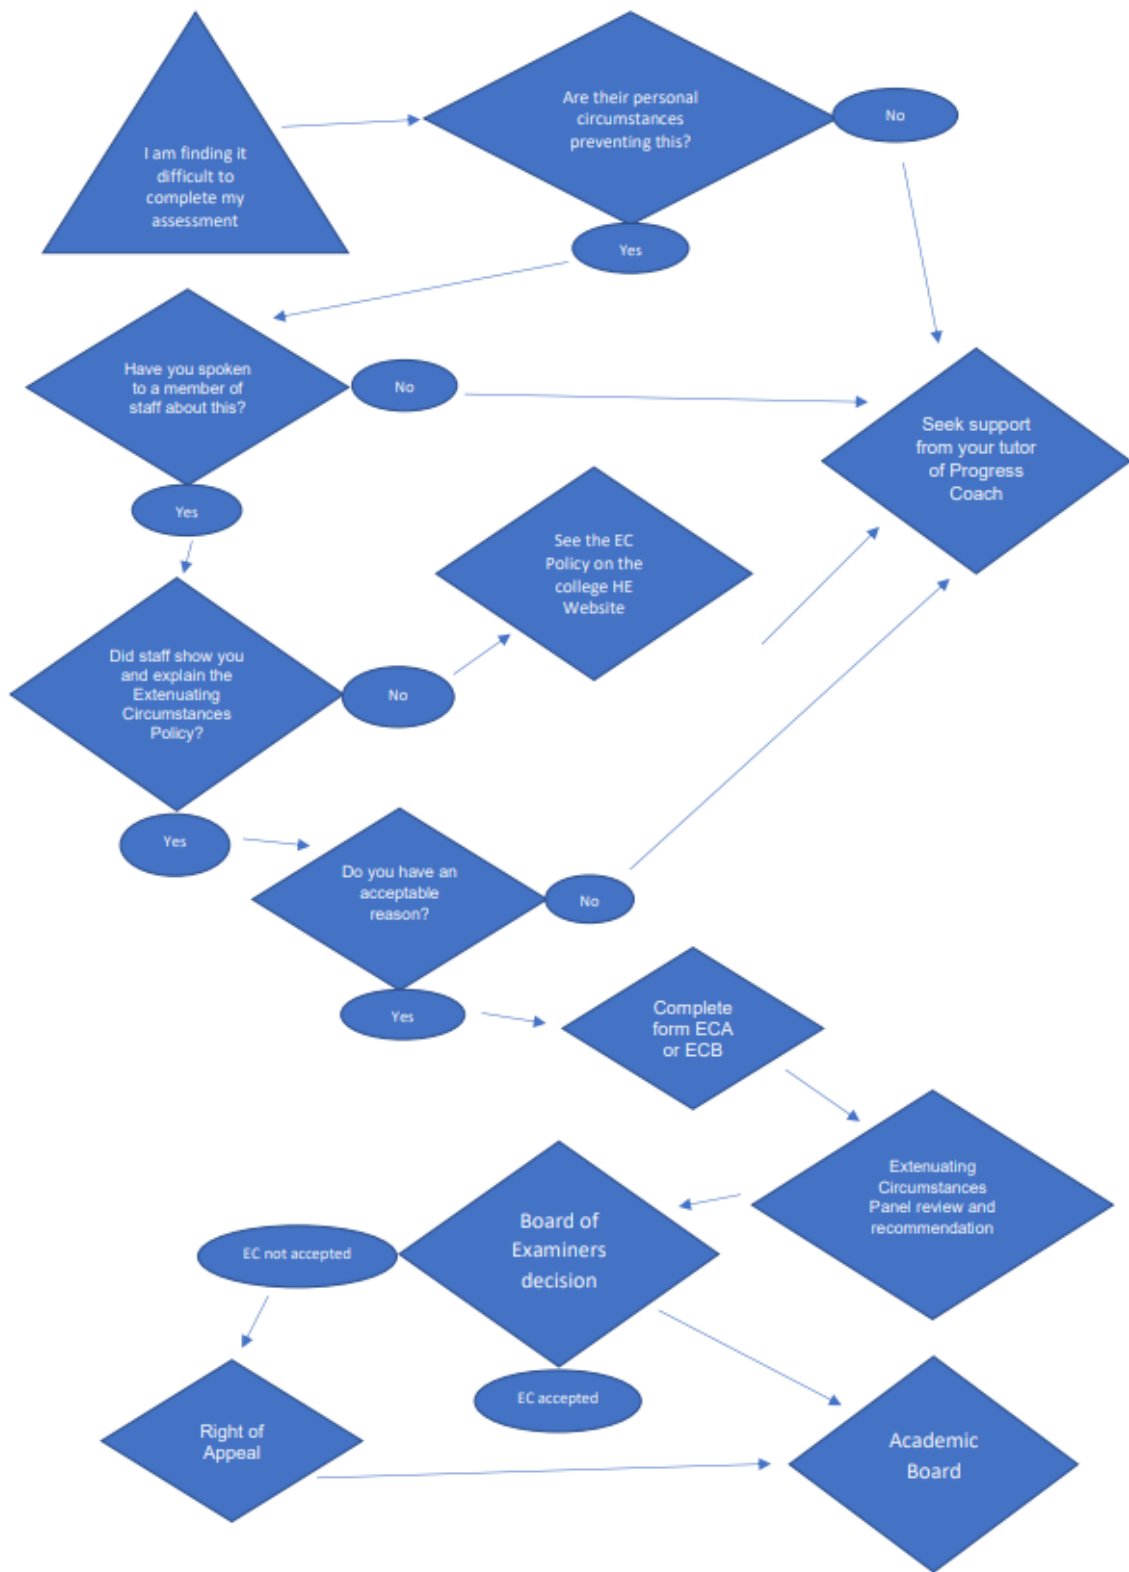 I am finding it
difficult to
complete my
assessment
Are their personal
circumstances
preventing this?
No
Yes
Have you spoken
to a member of
staff about this?
No
Yes
Seek support
from your tutor
of Progress
Coach
See the EC
Policy on the
college HE
Website
Did staff show you
and explain the
Extenuating
Circumstances
Policy?
No
Yes
Do you have an
acceptable
reason?
No
Yes
Complete
form ECA
or ECB
Extenuating
Circumstances
Panel review and
recommendation
Board of
Examiners
decision
EC not accepted
EC accepted
Right of
Appeal
Academic
Board